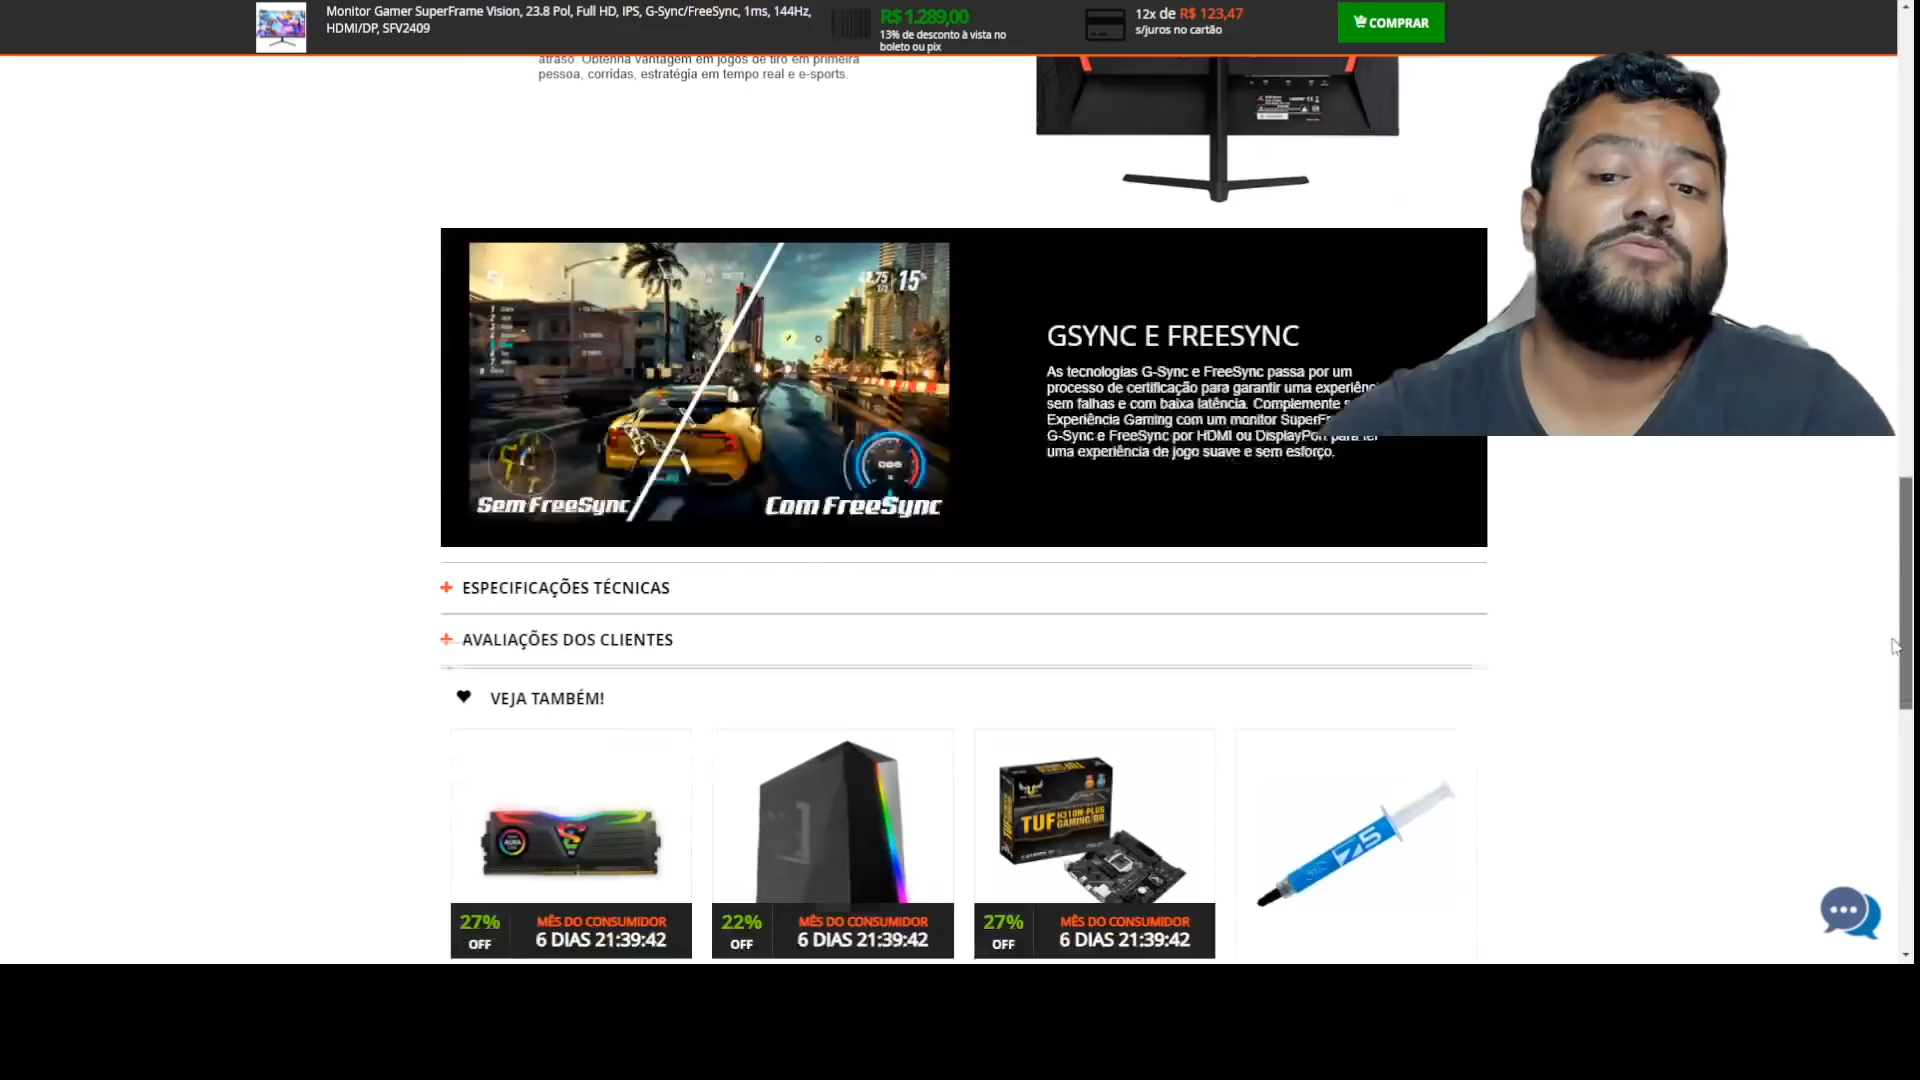 Monitor Gamer SuperFrame Vision, 23.8 Pol, Full HD, IPS, G-Sync/FreeSync, 1ms, 144Hz,
HDMI/DP, SFV2409
R$ 1.289,00
13% de desconto à vista no
boleto ou pix
12x de R$ 123,47
s/juros no cartão
COMPRAR
atraso. Obtenha vantagem em jogos de tiro em primeira
pessoa, corridas, estratégia em tempo real e e-sports.
15%
Sem FreeSync
Com FreeSync
GSYNC E FREESYNC
As tecnologias G-Sync e FreeSync passa por um
processo de certificação para garantir uma
sem falhas e com baixa latência. Complemente
Experiência Gaming com um monitor
G-Sync e FreeSync por HDMI ou DisplayPort para ter
uma experiência de jogo suave e sem esforço.
ESPECIFICAÇÕES TÉCNICAS
AVALIAÇÕES DOS CLIENTES
VEJA TAMBÉM!
TUF H310M-PLUS
GAMING/BR
Z5
27%
OFF
MÊS DO CONSUMIDOR
6 DIAS 21:39:42
22%
OFF
MÊS DO CONSUMIDOR
6 DIAS 21:39:42
27%
OFF
MÊS DO CONSUMIDOR
6 DIAS 21:39:42